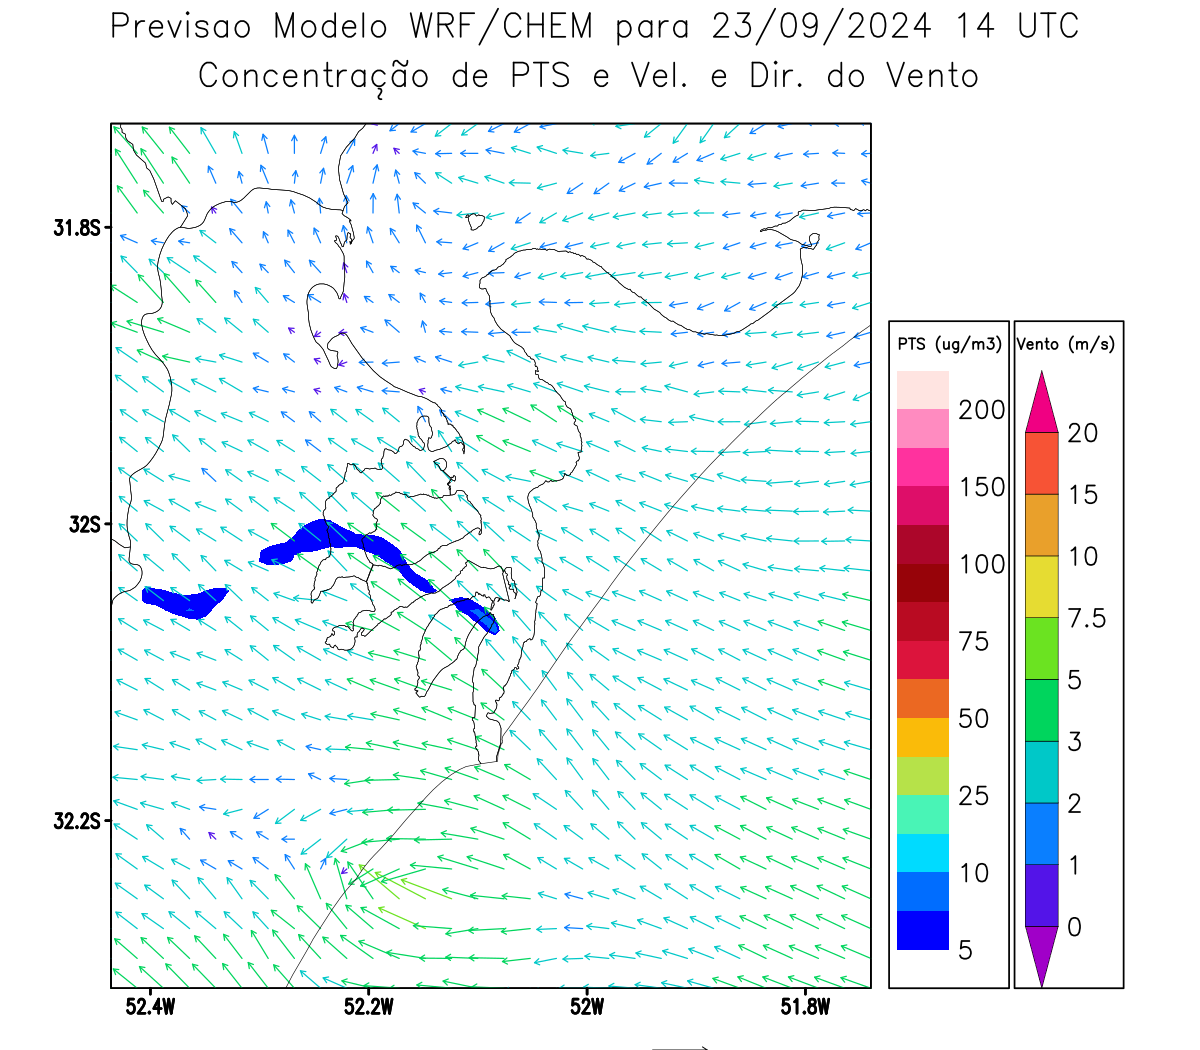 Previsao Modelo WRF/CHEM para 23/09/2024 14 UTC
Concentração de PTS e Vel. e Dir. do Vento
31.8S
32S
32.2S
52.4W 52.2W 52W 51.8W
PTS (ug/m3)
200
150
100
75
50
25
10
5
Vento (m/s)
20
15
10
7.5
5
3
2
1
0